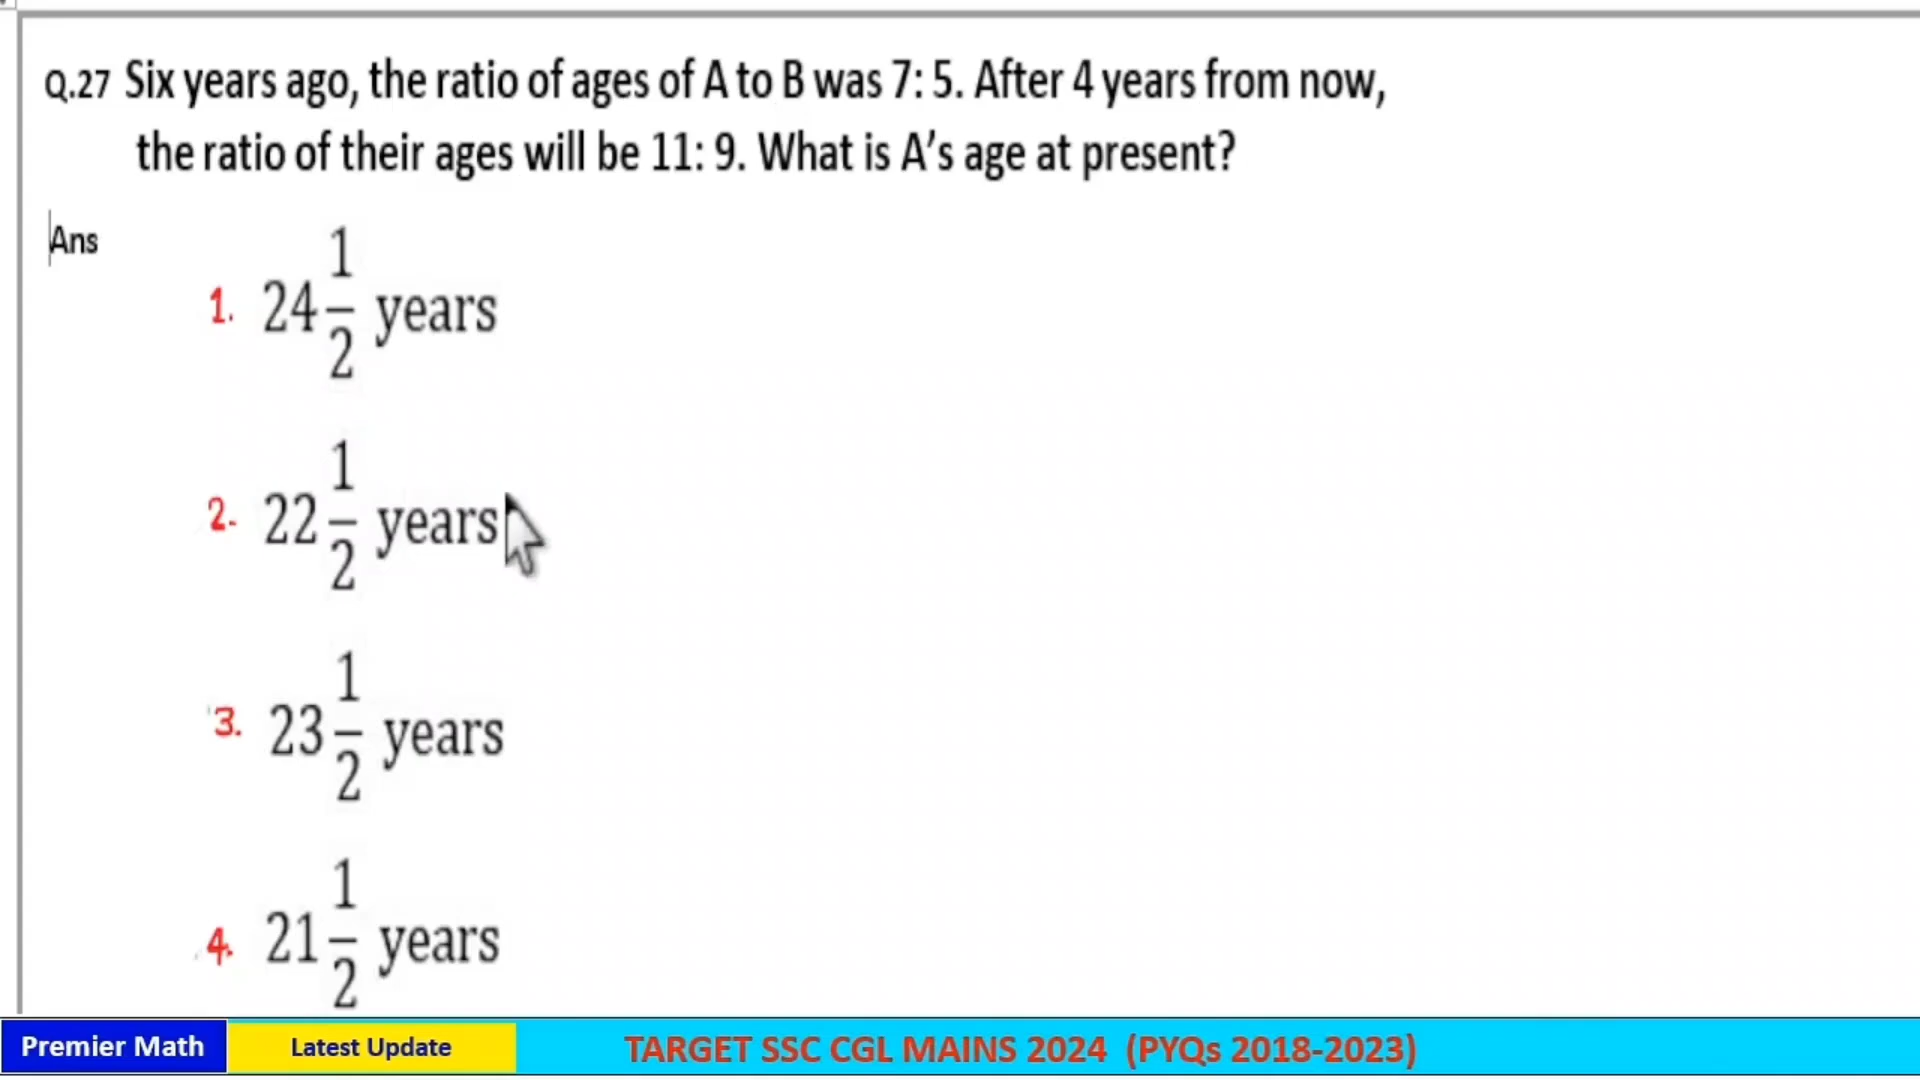 Q.27 Six years ago, the ratio of ages of A to B was 7: 5. After 4 years from now,
the ratio of their ages will be 11: 9. What is A's age at present?
Ans
1. 24 1/2 years
2. 22 1/2 years
3. 23 1/2 years
4. 21 1/2 years
Premier Math Latest Update TARGET SSC CGL MAINS 2024 (PYQs 2018-2023)